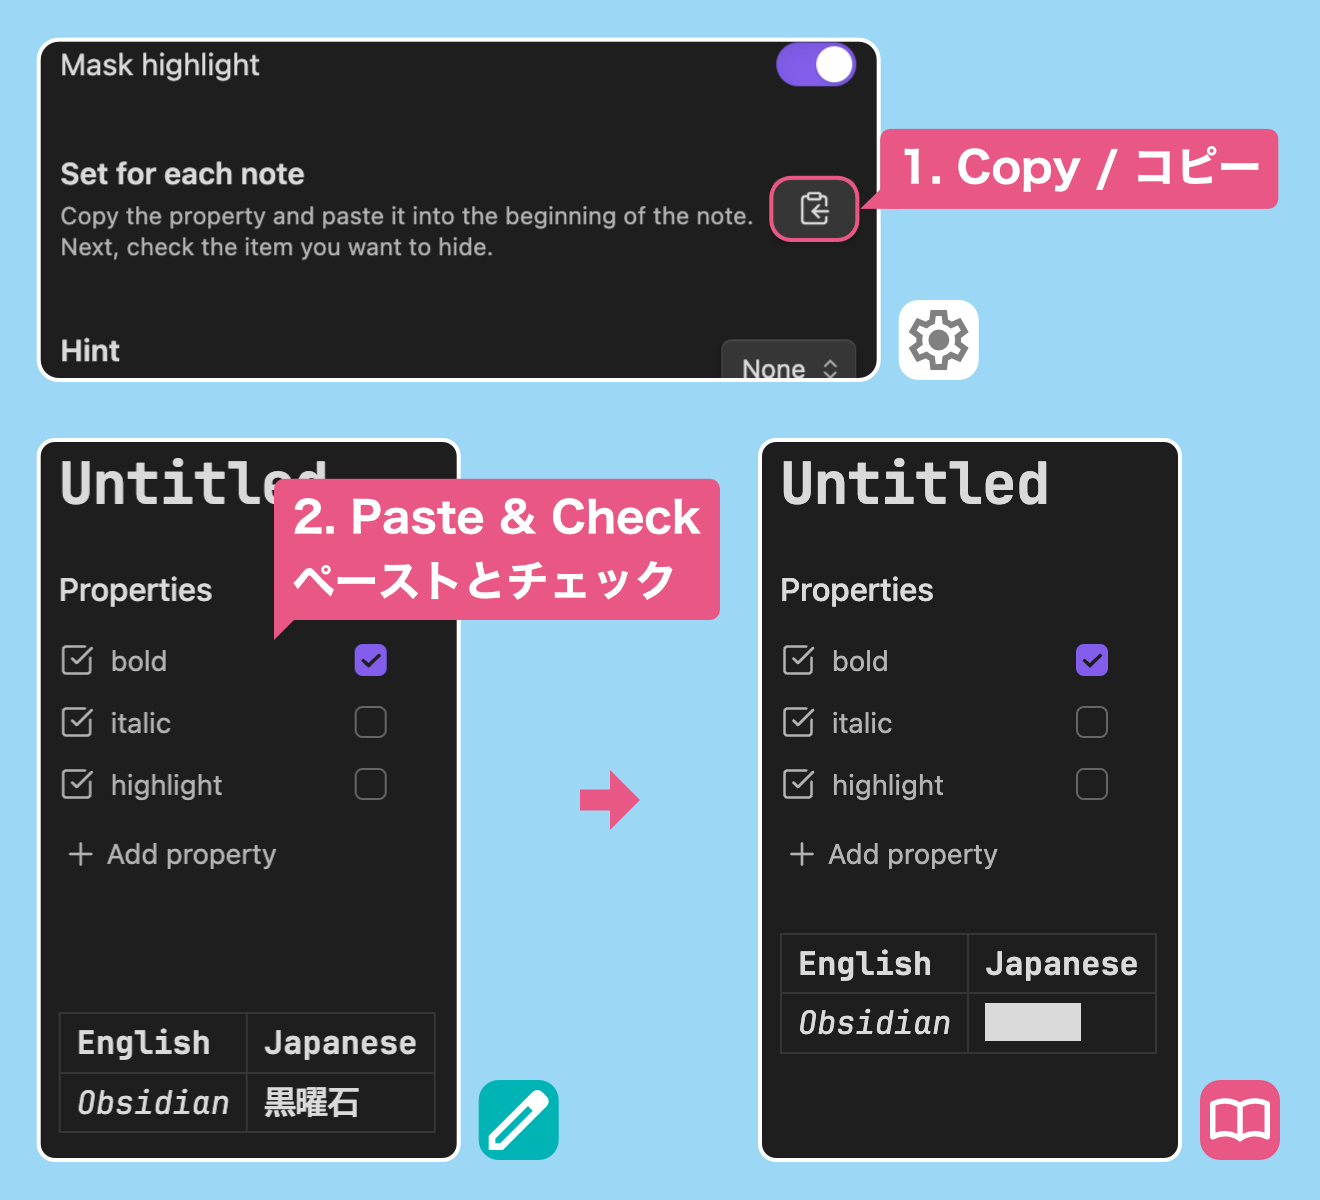 Mask highlight
Set for each note
Copy the property and paste it into the beginning of the note.
Next, check the item you want to hide.
1. Copy / コピー
Hint
None
Untitled
2. Paste & Check
ペーストとチェック
Properties
bold
italic
highlight
+ Add property
English Japanese
Obsidian 黒曜石
Untitled
Properties
bold
italic
highlight
+ Add property
English Japanese
Obsidian